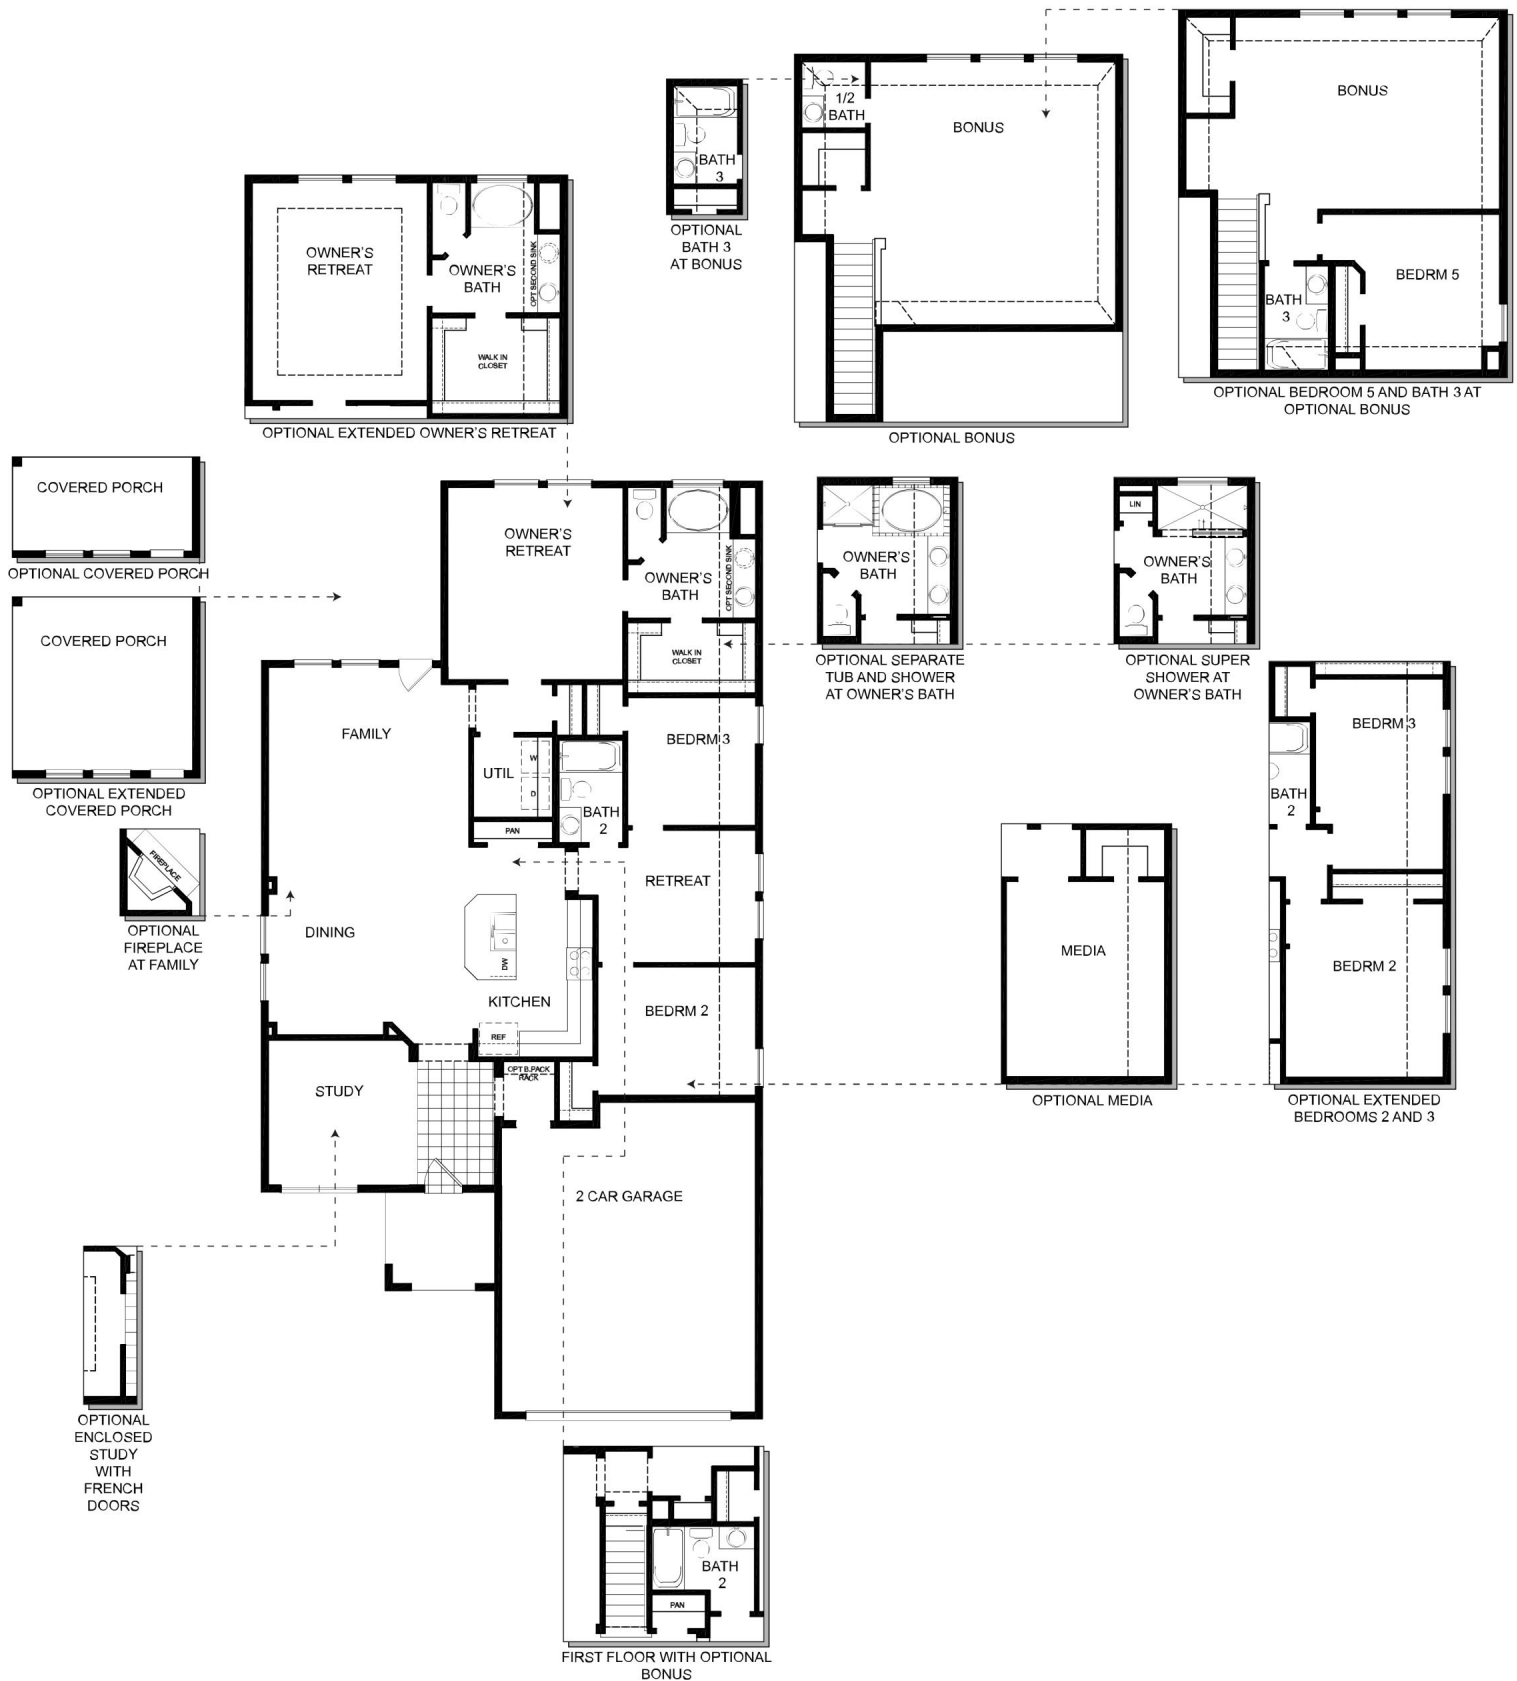 BONUS
BEDRM 5
BATH
3
OPTIONAL BEDROOM 5 AND BATH 3 AT
OPTIONAL BONUS
1/2
BATH
BONUS
OPTIONAL BONUS
BATH
3
OPTIONAL
BATH 3
AT BONUS
OWNER'S
RETREAT
OWNER'S
BATH
OPT SECOND SINK
WALK IN
CLOSET
OPTIONAL EXTENDED OWNER'S RETREAT
COVERED PORCH
OPTIONAL COVERED PORCH
COVERED PORCH
OPTIONAL EXTENDED
COVERED PORCH
FIREPLACE
OPTIONAL
FIREPLACE
AT FAMILY
OWNER'S
RETREAT
OWNER'S
BATH
OPT SECOND SINK
WALK IN
CLOSET
FAMILY
UTIL
W
D
BATH
2
BEDRM 3
PAN
RETREAT
DINING
DW
KITCHEN
REF
BEDRM 2
STUDY
OPT B.PACK
RACK
2 CAR GARAGE
OWNER'S
BATH
OPTIONAL SEPARATE
TUB AND SHOWER
AT OWNER'S BATH
LIN
OWNER'S
BATH
OPTIONAL SUPER
SHOWER AT
OWNER'S BATH
BEDRM 3
BATH
2
BEDRM 2
OPTIONAL EXTENDED
BEDROOMS 2 AND 3
MEDIA
OPTIONAL MEDIA
OPTIONAL
ENCLOSED
STUDY
WITH
FRENCH
DOORS
BATH
2
PAN
FIRST FLOOR WITH OPTIONAL
BONUS